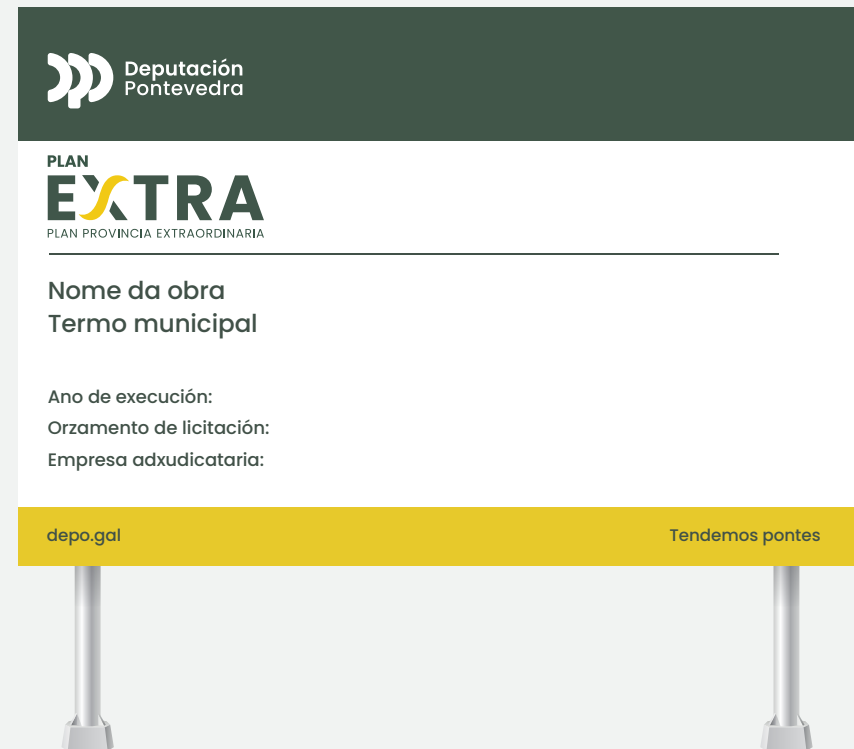 Deputación
Pontevedra
PLAN
EXTRA
PLAN PROVINCIA EXTRAORDINARIA
Nome da obra
Termo municipal
Ano de execución:
Orzamento de licitación:
Empresa adxudicataria:
depo.gal Tendemos pontes